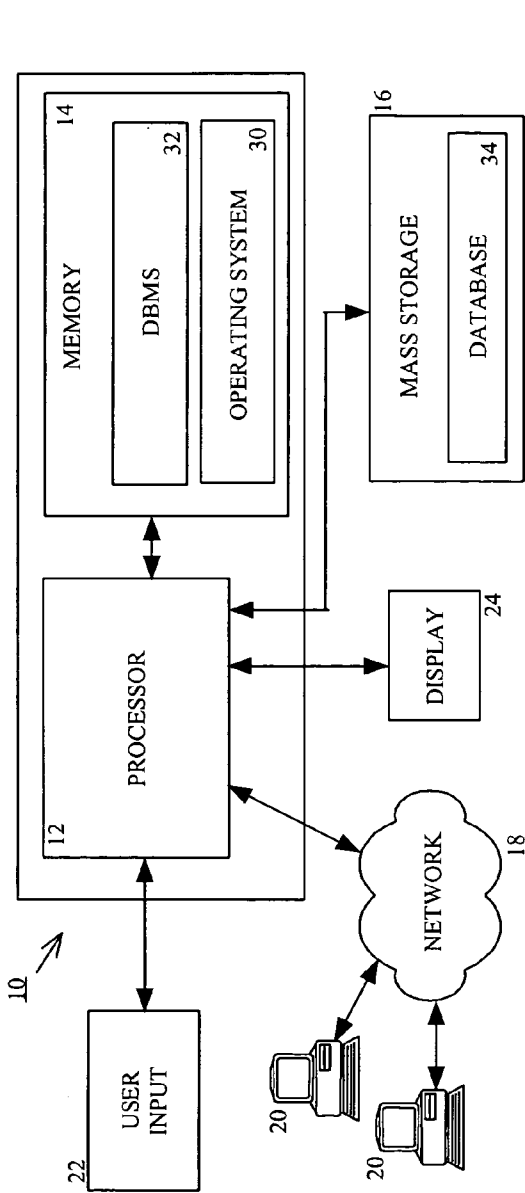 10
22
USER
INPUT
12
PROCESSOR
MEMORY
14
DBMS
32
OPERATING SYSTEM
30
20
20
NETWORK
18
DISPLAY
24
MASS STORAGE
16
DATABASE
34